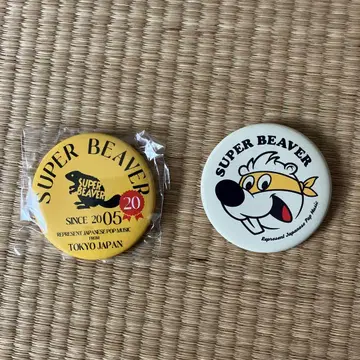 SUPER BEAVER
SUPER
BEAVER
20
SINCE 2005
REPRESENT JAPANESE POP MUSIC
FROM
TOKYO JAPAN
SUPER BEAVER
Represent Japanese Pop Music